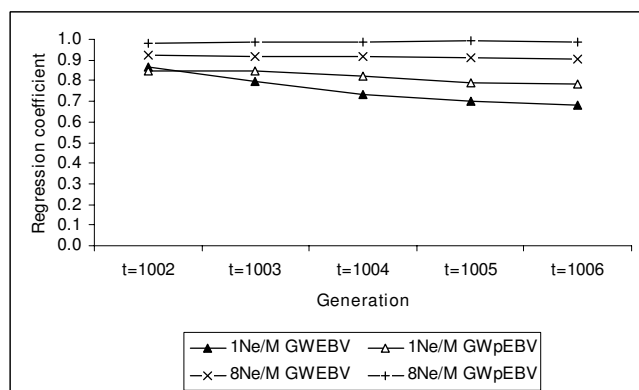 Regression coefficient
1.0
0.9
0.8
0.7
0.6
0.5
0.4
0.3
0.2
0.1
0.0
t=1002 t=1003 t=1004 t=1005 t=1006
Generation
1Ne/M GWEBV 1Ne/M GWpEBV
8Ne/M GWEBV 8Ne/M GWpEBV